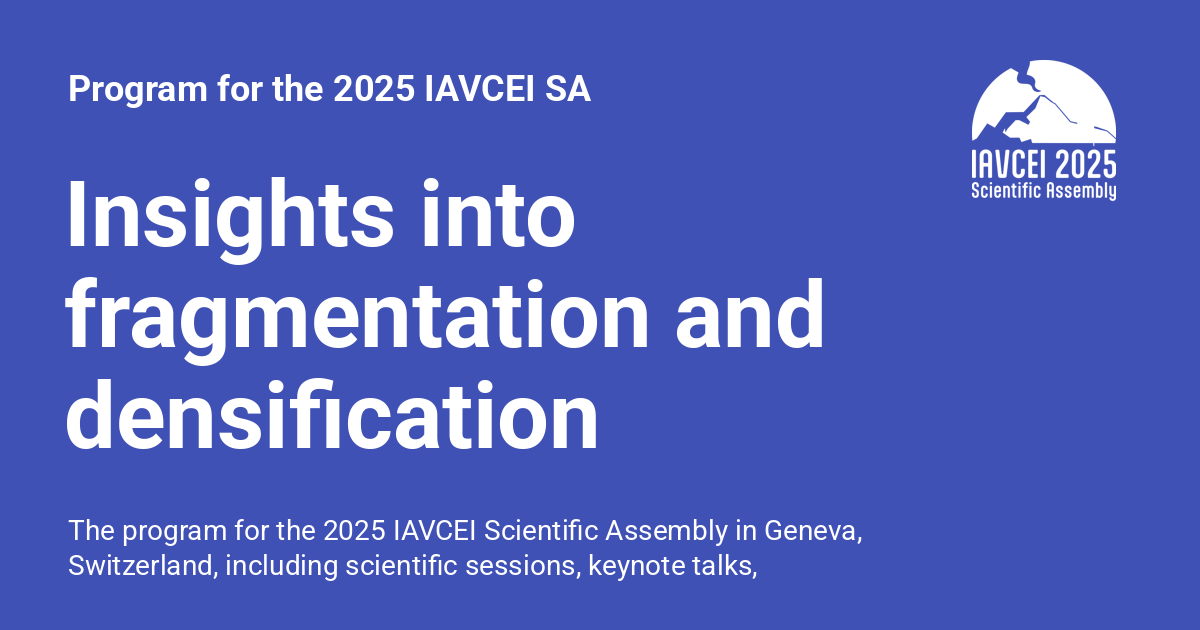 Program for the 2025 IAVCEI SA
IAVCEI 2025
Scientific Assembly
Insights into
fragmentation and
densification
The program for the 2025 IAVCEI Scientific Assembly in Geneva,
Switzerland, including scientific sessions, keynote talks,